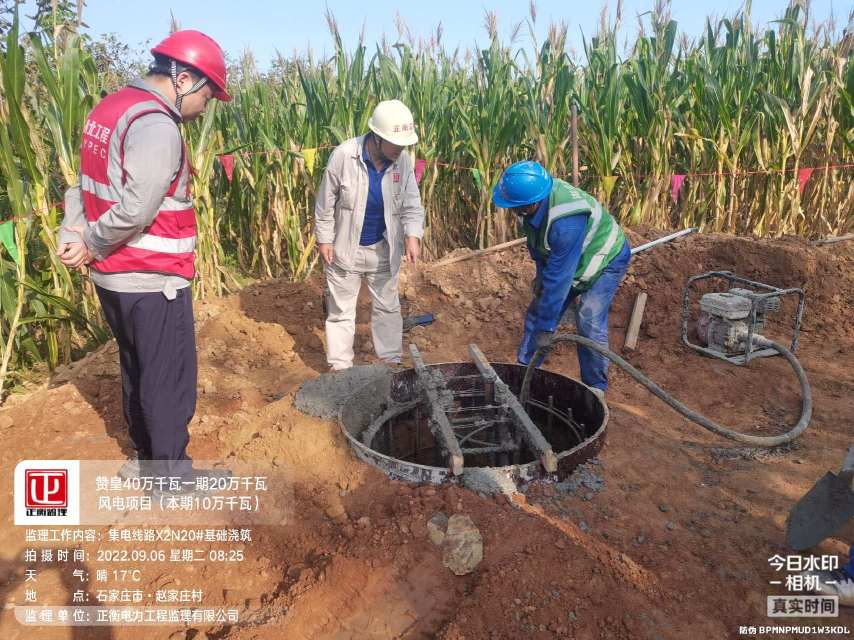 北工程
YPEC
正
正衡监理
赞皇40万千瓦一期20万千瓦
风电项目（本期10万千瓦）
监理工作内容：集电线路X2N20#基础浇筑
拍 摄 时 间：2022.09.06 星期二 08:25
天　　　气：晴 17℃
地　　　点：石家庄市·赵家庄村
监 理 单 位：正衡电力工程监理有限公司
今日水印
相机
真实时间
防伪 BPMNPMUD1W3KDL